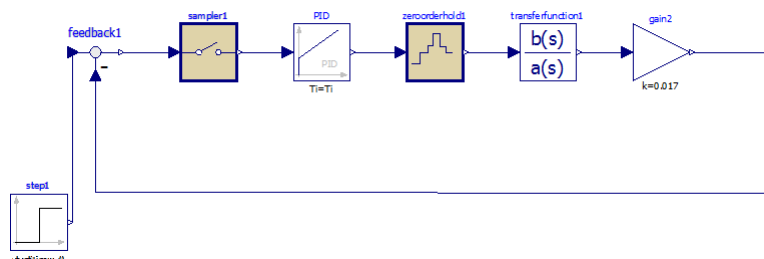 feedback1
sampler1
PID
zeroorderhold1
transferfunction1
gain2
PID
b(s)
a(s)
-
Ti=Ti
k=0.017
step1